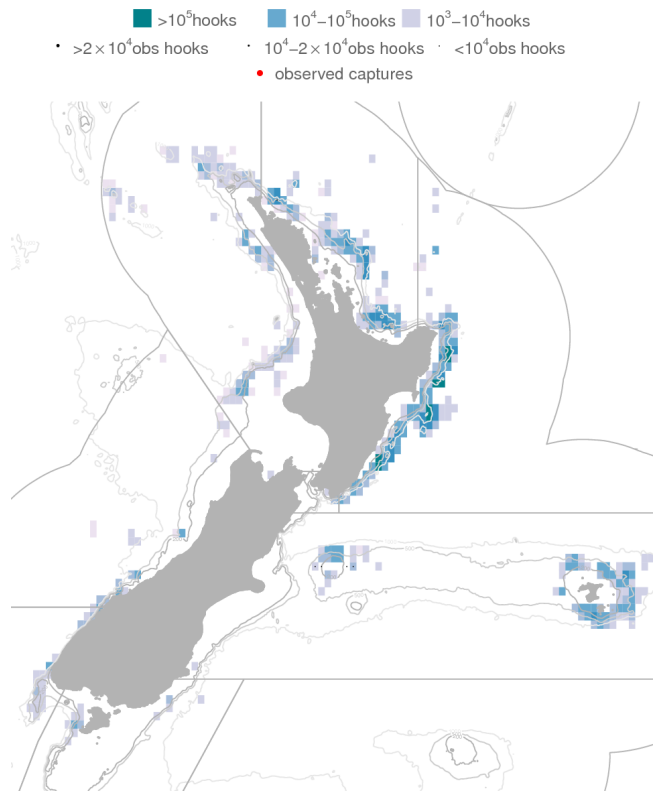 >10⁵hooks 10⁴−10⁵hooks 10³−10⁴hooks
>2×10⁴obs hooks 10⁴−2×10⁴obs hooks <10⁴obs hooks
observed captures